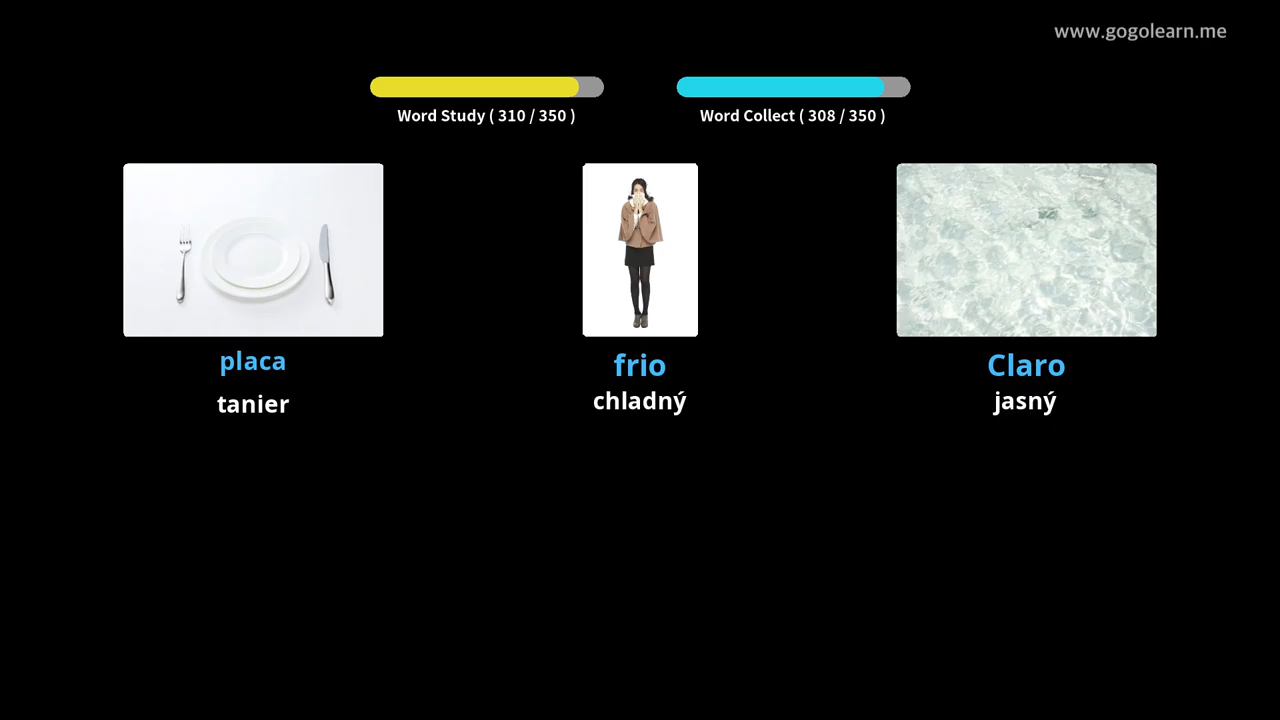 www.gogolearn.me
Word Study ( 310 / 350 )
Word Collect ( 308 / 350 )
placa
tanier
frio
chladný
Claro
jasný